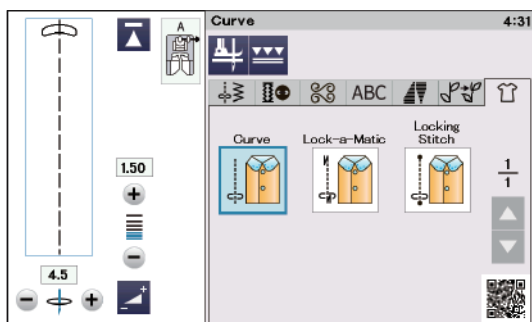 A
Curve
4:31
ABC
Curve
Lock-a-Matic
Locking
Stitch
1.50
1
1
4.5